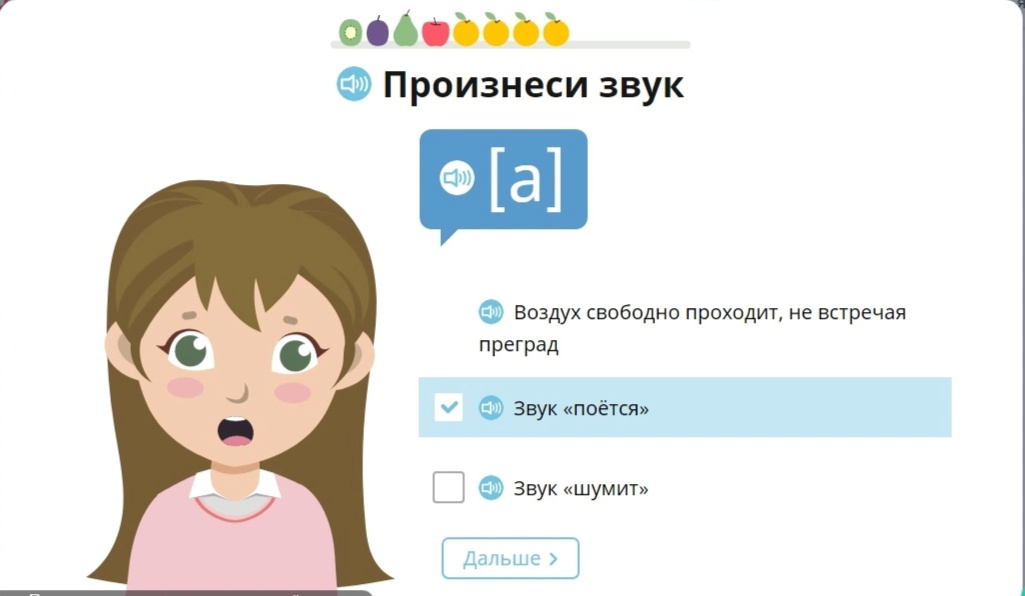 Произнеси звук
[а]
Воздух свободно проходит, не встречая
преград
Звук «поётся»
Звук «шумит»
Дальше >